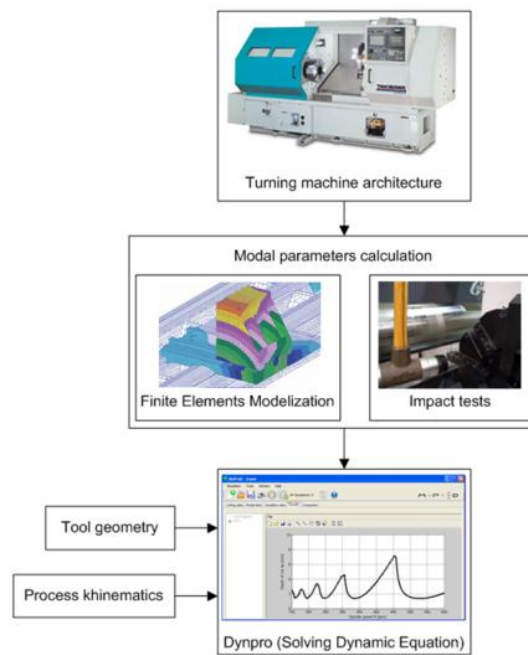 Turning machine architecture
Modal parameters calculation
Finite Elements Modelization
Impact tests
Tool geometry
Process khinematics
Dynpro (Solving Dynamic Equation)